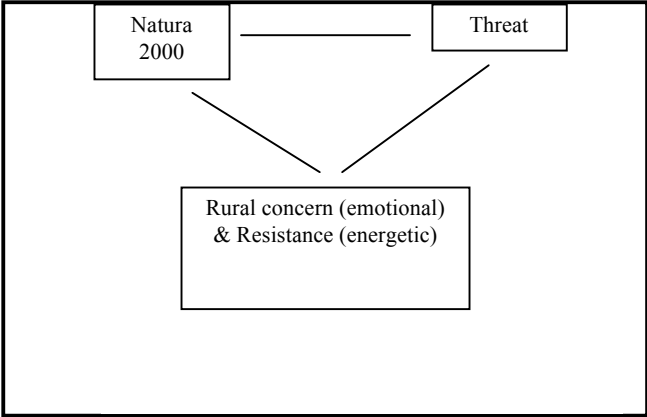 Natura
2000
Threat
Rural concern (emotional)
& Resistance (energetic)